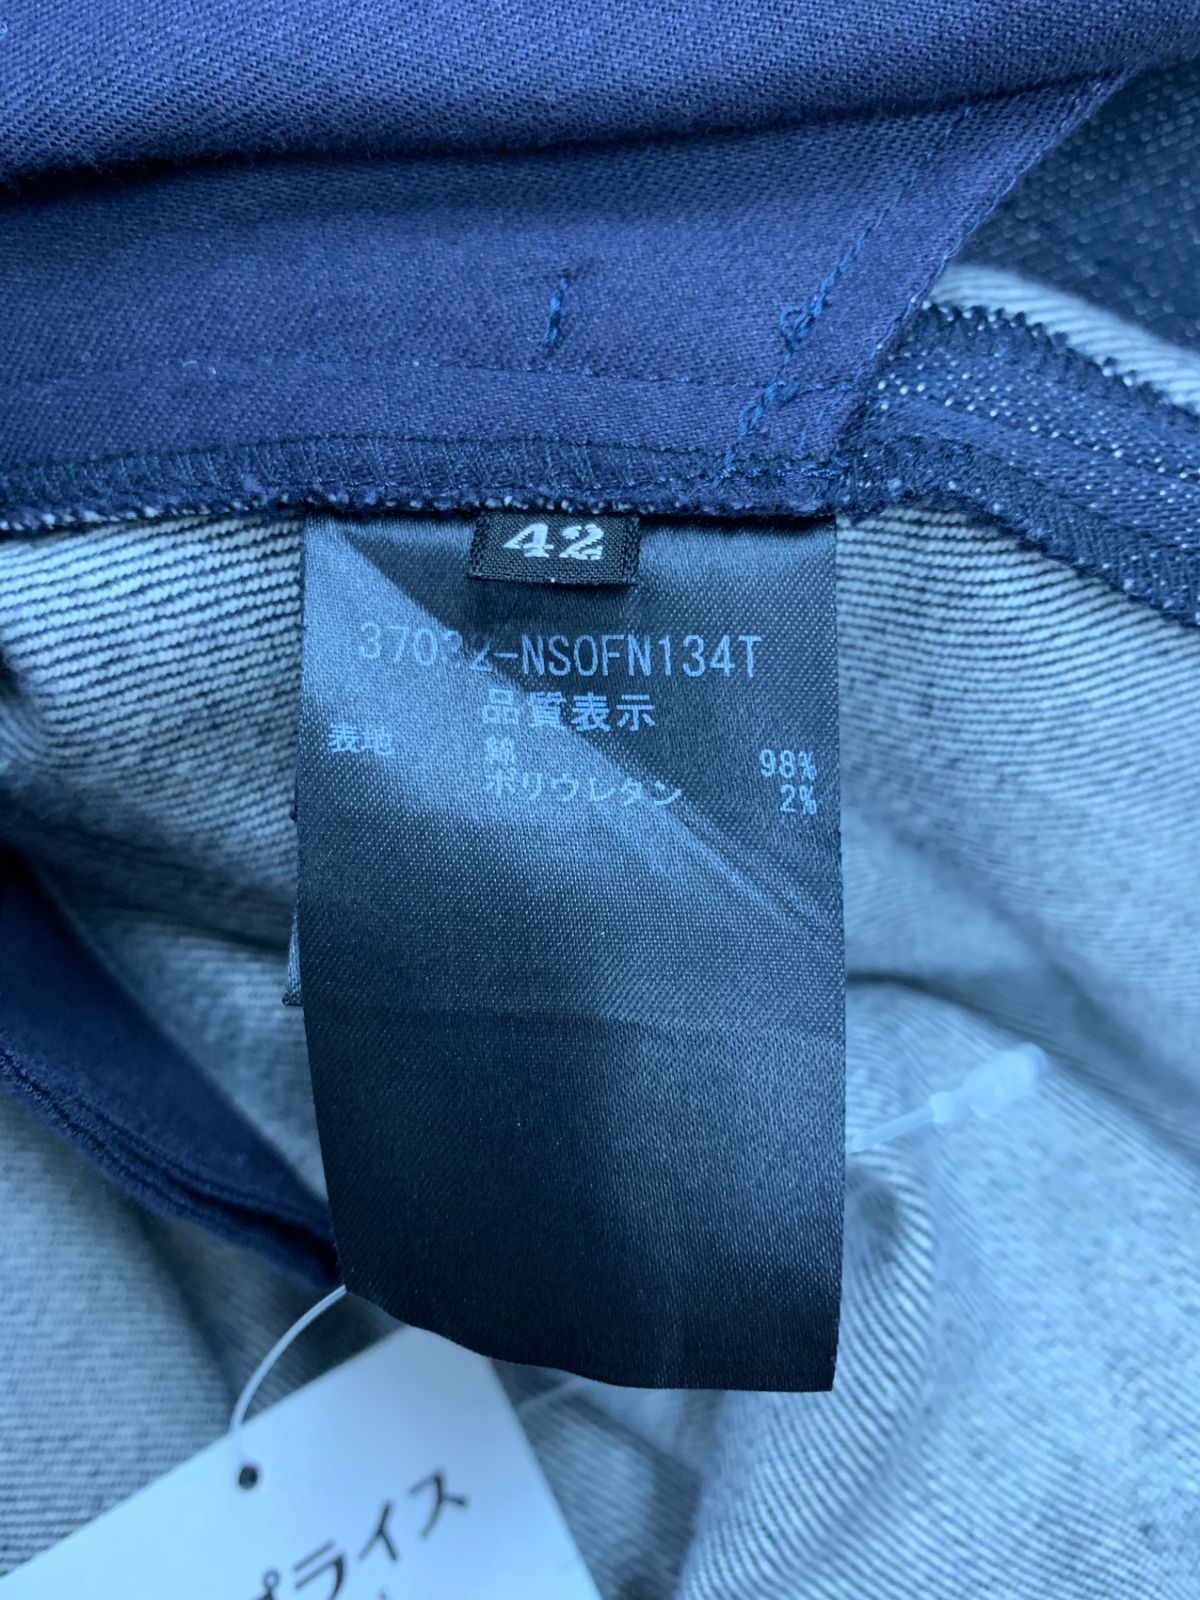 42
37032-NSOFN134T
品質表示
表地 綿 98%
ポリウレタン 2%
プライス